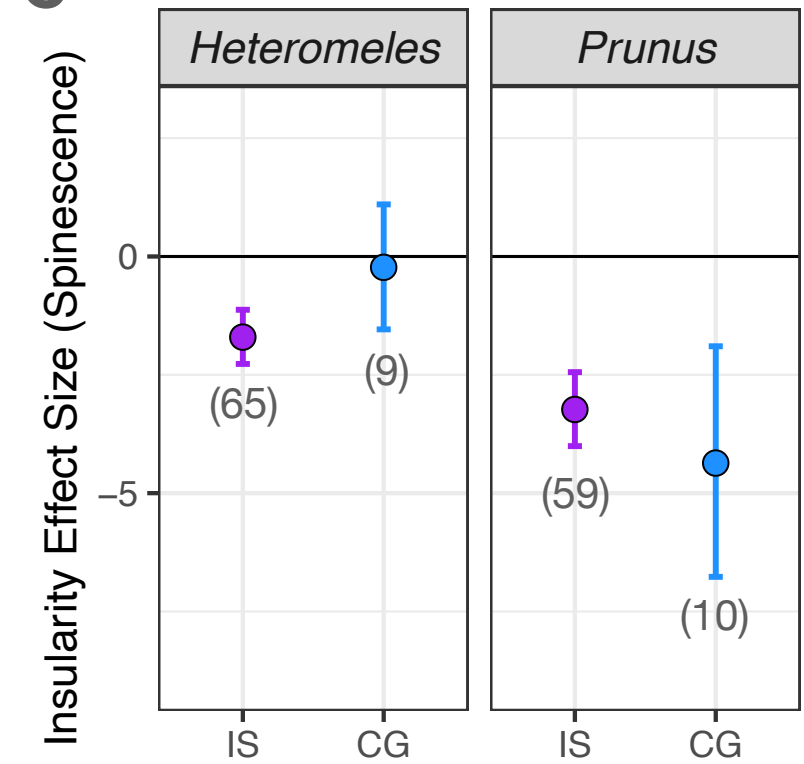 Heteromeles
Prunus
Insularity Effect Size (Spinescence)
0
−5
(65)
(9)
(59)
(10)
IS
CG
IS
CG